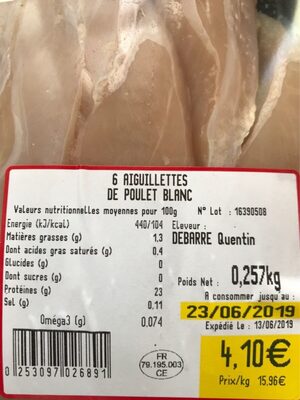 6 AIGUILLETTES
DE POULET BLANC
Valeurs nutritionnelles moyennes pour 100g
N° Lot : 16390508
Energie (kJ/kcal) 440/104
Matières grasses (g) 1.3
Dont acides gras saturés (g) 0.4
Glucides (g) 0
Dont sucres (g) 0
Protéines (g) 23
Sel (g) 0.11
Oméga3 (g) 0.074
Eleveur :
DEBARRE Quentin
Poids Net : 0,257kg
A consommer jusqu au :
23/06/2019
Expédié Le : 13/06/2019
4,10€
Prix/kg 15,96€
FR
79.195.003
CE
0 253097 026891